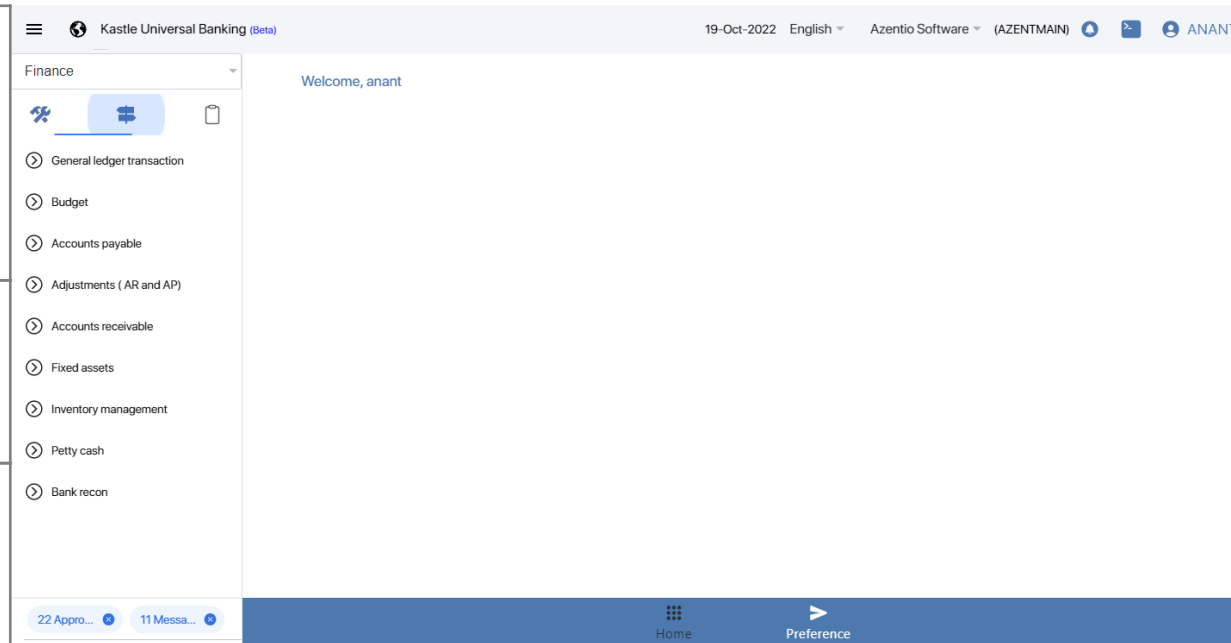 Kastle Universal Banking (Beta) 19-Oct-2022 English Azentio Software (AZENTMAIN) ANANT
Finance
Welcome, anant
General ledger transaction
Budget
Accounts payable
Adjustments ( AR and AP)
Accounts receivable
Fixed assets
Inventory management
Petty cash
Bank recon
22 Appro... 11 Messa...
Home Preference